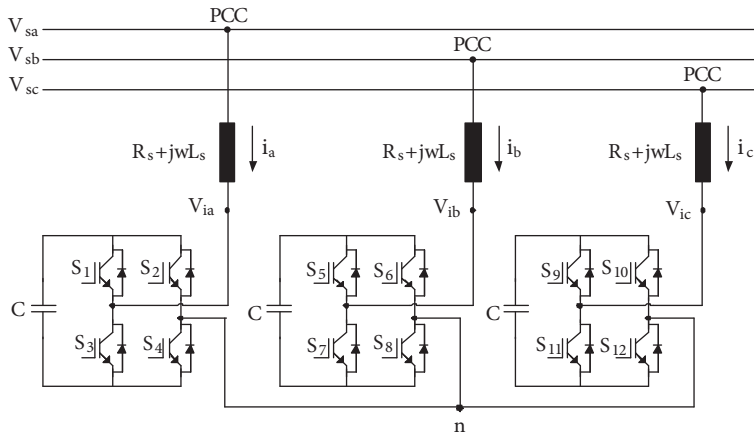 PCC
V_sa
PCC
V_sb
PCC
V_sc
R_s+jwL_s
i_a
R_s+jwL_s
i_b
R_s+jwL_s
i_c
V_ia
V_ib
V_ic
S_1
S_2
S_5
S_6
S_9
S_10
C
C
C
S_3
S_4
S_7
S_8
S_11
S_12
n